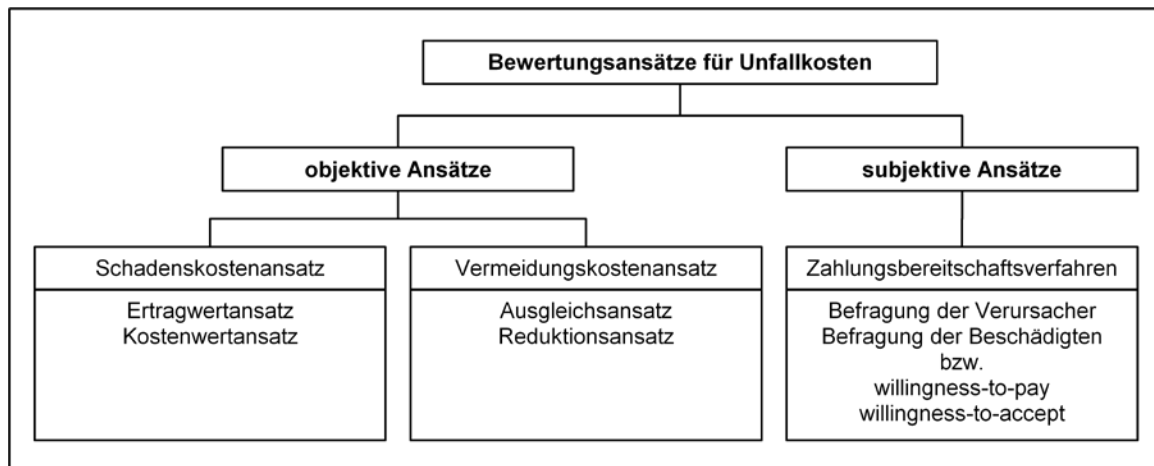 Bewertungsansätze für Unfallkosten
objektive Ansätze
subjektive Ansätze
Schadenskostenansatz
Ertragwertansatz
Kostenwertansatz
Vermeidungskostenansatz
Ausgleichsansatz
Reduktionsansatz
Zahlungsbereitschaftsverfahren
Befragung der Verursacher
Befragung der Beschädigten
bzw.
willingness-to-pay
willingness-to-accept